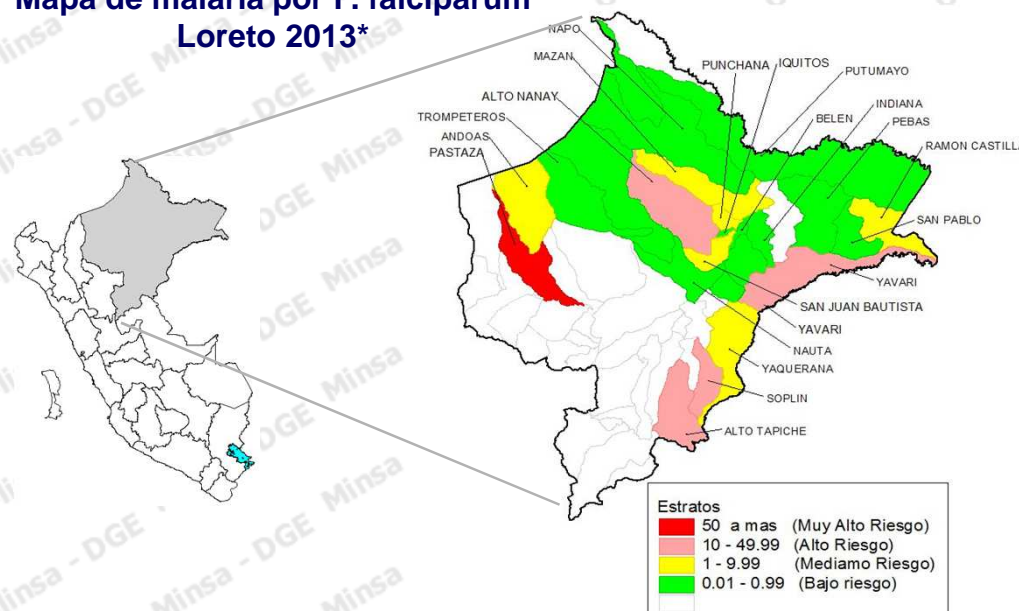 Mapa de malaria por P. falciparum
Loreto 2013*
NAPO
MAZAN
ALTO NANAY
TROMPETEROS
ANDOAS
PASTAZA
PUNCHANA
IQUITOS
PUTUMAYO
BELEN
INDIANA
PEBAS
RAMON CASTILLA
SAN PABLO
YAVARI
SAN JUAN BAUTISTA
YAVARI
NAUTA
YAQUERANA
SOPLIN
ALTO TAPICHE
Estratos
50 a mas (Muy Alto Riesgo)
10 - 49.99 (Alto Riesgo)
1 - 9.99 (Mediamo Riesgo)
0.01 - 0.99 (Bajo riesgo)
Minsa - DGE